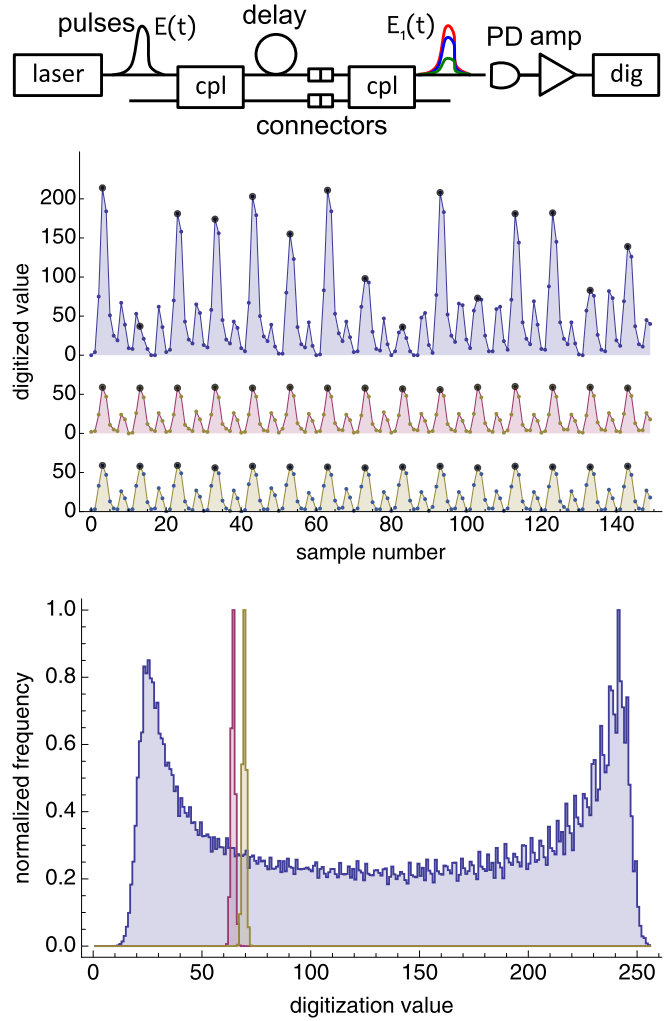 pulses E(t) delay E₁(t) PD amp
laser cpl cpl dig
connectors
digitized value
200
150
100
50
0
50
0
50
0
0 20 40 60 80 100 120 140
sample number
normalized frequency
1.0
0.8
0.6
0.4
0.2
0.0
0 50 100 150 200 250
digitization value